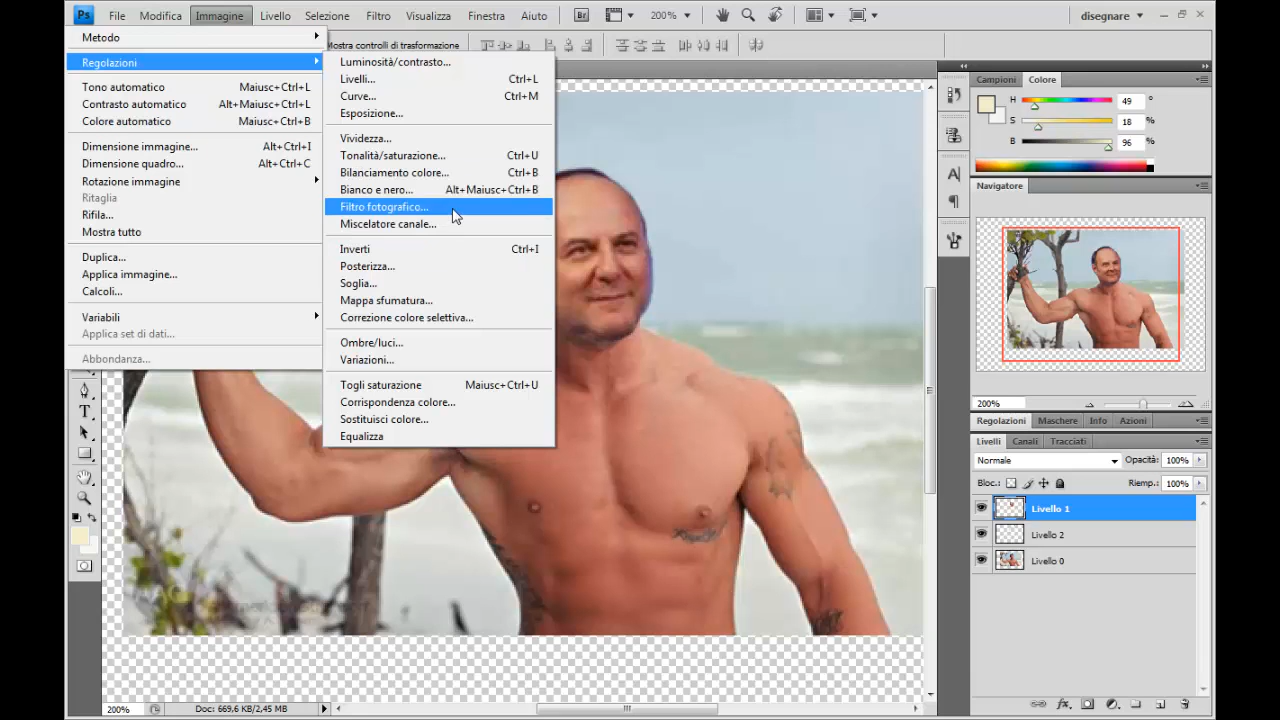 Ps File Modifica Immagine Livello Selezione Filtro Visualizza Finestra Aiuto Br 200% disegnare
Mostra controlli di trasformazione
Metodo
Regolazioni
Tono automatico Maiusc+Ctrl+L
Contrasto automatico Alt+Maiusc+Ctrl+L
Colore automatico Maiusc+Ctrl+B
Dimensione immagine... Alt+Ctrl+I
Dimensione quadro... Alt+Ctrl+C
Rotazione immagine
Ritaglia
Rifila...
Mostra tutto
Duplica...
Applica immagine...
Calcoli...
Variabili
Applica set di dati...
Abbondanza...
Luminosità/contrasto...
Livelli... Ctrl+L
Curve... Ctrl+M
Esposizione...
Vividezza...
Tonalità/saturazione... Ctrl+U
Bilanciamento colore... Ctrl+B
Bianco e nero... Alt+Maiusc+Ctrl+B
Filtro fotografico...
Miscelatore canale...
Inverti Ctrl+I
Posterizza...
Soglia...
Mappa sfumatura...
Correzione colore selettiva...
Ombre/luci...
Variazioni...
Togli saturazione Maiusc+Ctrl+U
Corrispondenza colore...
Sostituisci colore...
Equalizza
Campioni Colore
H 49 °
S 18 %
B 96 %
Navigatore
200%
Regolazioni Maschere Info Azioni
Livelli Canali Tracciati
Normale Opacità: 100%
Bloc.: Riemp.: 100%
Livello 1
Livello 2
Livello 0
200% Doc: 669,6 KB/2,45 MB